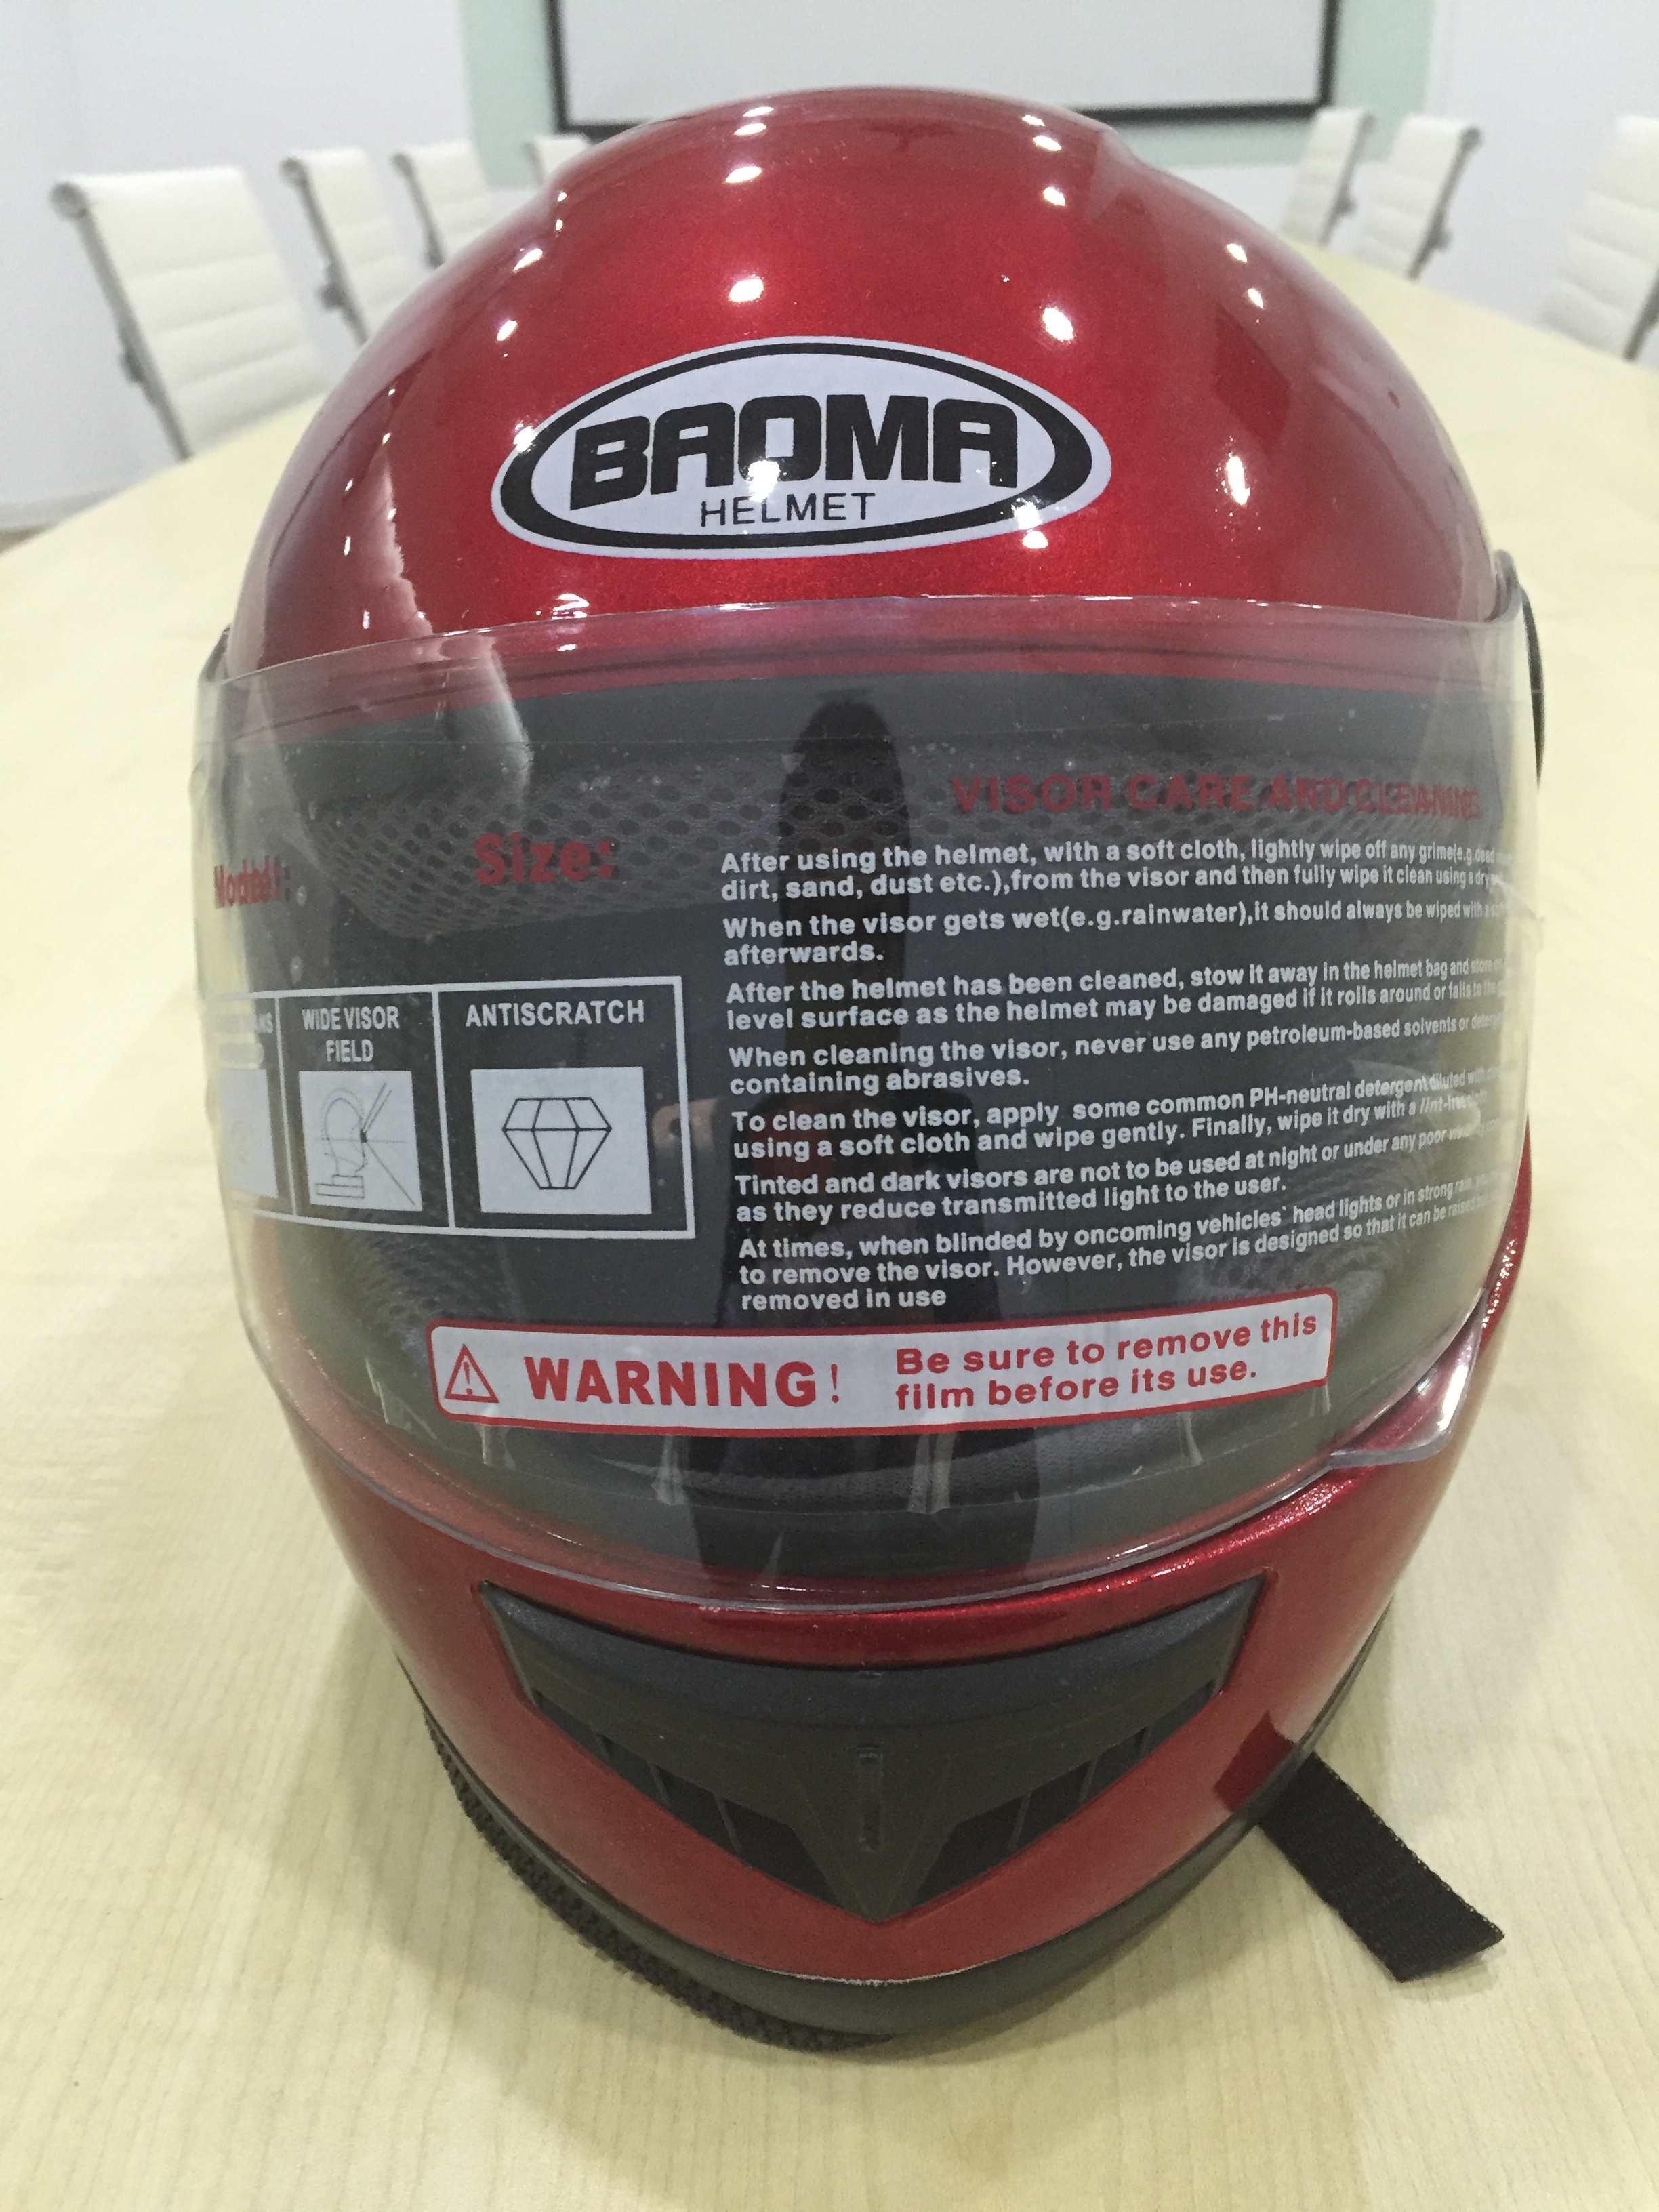 BAOMA
HELMET
VISOR CARE AND CLEANING
Model:
Size:
After using the helmet, with a soft cloth, lightly wipe off any grime(e.g.dead
dirt, sand, dust etc.),from the visor and then fully wipe it clean using a dry
When the visor gets wet(e.g.rainwater),it should always be wiped with a
afterwards.
After the helmet has been cleaned, stow it away in the helmet bag and store
level surface as the helmet may be damaged if it rolls around or falls to the
When cleaning the visor, never use any petroleum-based solvents or
containing abrasives.
To clean the visor, apply some common PH-neutral detergent diluted with
using a soft cloth and wipe gently. Finally, wipe it dry with a
Tinted and dark visors are not to be used at night or under any poor
as they reduce transmitted light to the user.
At times, when blinded by oncoming vehicles' head lights or in strong rain,
to remove the visor. However, the visor is designed so that it can be
removed in use
WIDE VISOR
FIELD
ANTISCRATCH
WARNING!
Be sure to remove this
film before its use.